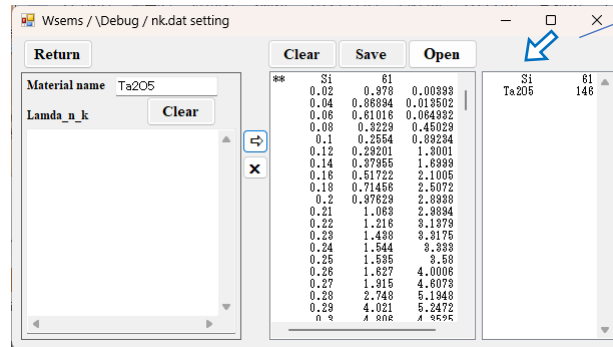 Wsems / \Debug / nk.dat setting
Return
Clear Save Open
Material name Ta2O5
Lamda_n_k Clear
** Si 61
0.02 0.978 0.00393
0.04 0.86894 0.013502
0.06 0.61016 0.064932
0.08 0.3229 0.45029
0.1 0.2554 0.89234
0.12 0.29201 1.3001
0.14 0.37955 1.6999
0.16 0.51722 2.1005
0.18 0.71456 2.5072
0.2 0.97629 2.8938
0.21 1.063 2.9894
0.22 1.216 3.1379
0.23 1.438 3.3175
0.24 1.544 3.333
0.25 1.535 3.58
0.26 1.627 4.0006
0.27 1.915 4.6073
0.28 2.748 5.1948
0.29 4.021 5.2472
0.3 4.806 4.3525
Si 61
Ta2O5 146